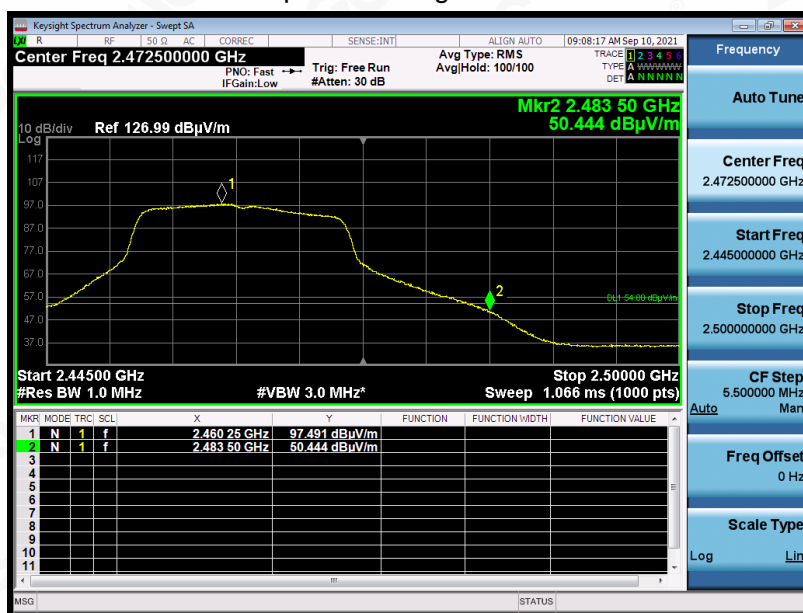 Keysight Spectrum Analyzer - Swept SA
LXI R RF 50 Ω AC CORREC SENSE:INT ALIGN AUTO 09:08:17 AM Sep 10, 2021
Center Freq 2.472500000 GHz
PNO: Fast
IFGain:Low
Trig: Free Run
#Atten: 30 dB
Avg Type: RMS
Avg|Hold: 100/100
TRACE 1 2 3 4 5 6
TYPE A WWWWW
DET A N N N N N
Frequency
Auto Tune
Center Freq
2.472500000 GHz
Start Freq
2.445000000 GHz
Stop Freq
2.500000000 GHz
CF Step
5.500000 MHz
Auto Man
Freq Offset
0 Hz
Scale Type
Log Lin
Mkr2 2.483 50 GHz
50.444 dBµV/m
10 dB/div Ref 126.99 dBµV/m
Log
117
107
97.0
87.0
77.0
67.0
57.0
47.0
37.0
1
2
DL1 54.00 dBµV/m
Start 2.44500 GHz Stop 2.50000 GHz
#Res BW 1.0 MHz #VBW 3.0 MHz* Sweep 1.066 ms (1000 pts)
MKR MODE TRC SCL X Y FUNCTION FUNCTION WIDTH FUNCTION VALUE
1 N 1 f 2.460 25 GHz 97.491 dBµV/m
2 N 1 f 2.483 50 GHz 50.444 dBµV/m
3
4
5
6
7
8
9
10
11
MSG STATUS